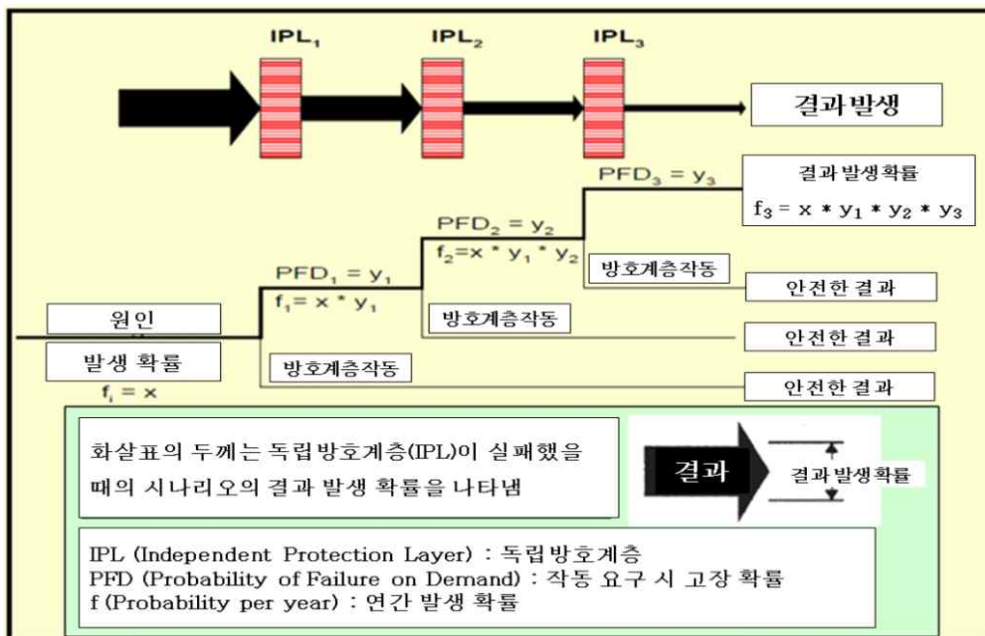 IPL₁ IPL₂ IPL₃
결과 발생
PFD₃ = y₃
결과 발생확률
f₃ = x * y₁ * y₂ * y₃
PFD₂ = y₂
f₂=x * y₁ * y₂
방호계층작동
안전한 결과
PFD₁ = y₁
f₁= x * y₁
방호계층작동
안전한 결과
원인
발생 확률
fᵢ = x
방호계층작동
안전한 결과
화살표의 두께는 독립방호계층(IPL)이 실패했을
때의 시나리오의 결과 발생 확률을 나타냄
결과
결과 발생확률
IPL (Independent Protection Layer) : 독립방호계층
PFD (Probability of Failure on Demand) : 작동 요구 시 고장 확률
f (Probability per year) : 연간 발생 확률